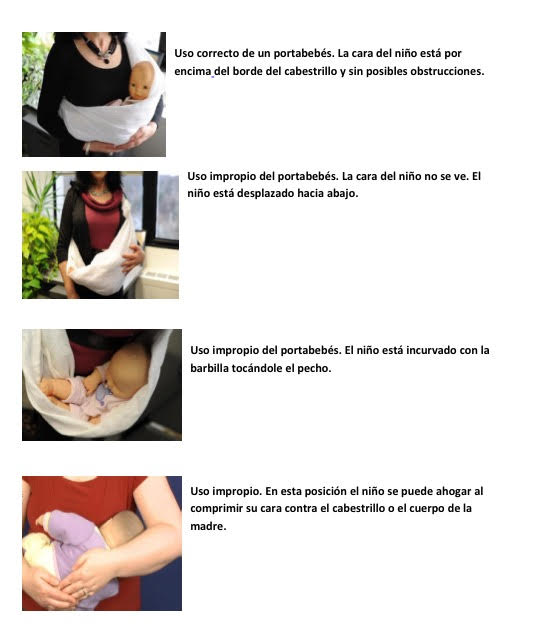 Uso correcto de un portabebés. La cara del niño está por
encima del borde del cabestrillo y sin posibles obstrucciones.
Uso impropio del portabebés. La cara del niño no se ve. El
niño está desplazado hacia abajo.
Uso impropio del portabebés. El niño está incurvado con la
barbilla tocándole el pecho.
Uso impropio. En esta posición el niño se puede ahogar al
comprimir su cara contra el cabestrillo o el cuerpo de la
madre.